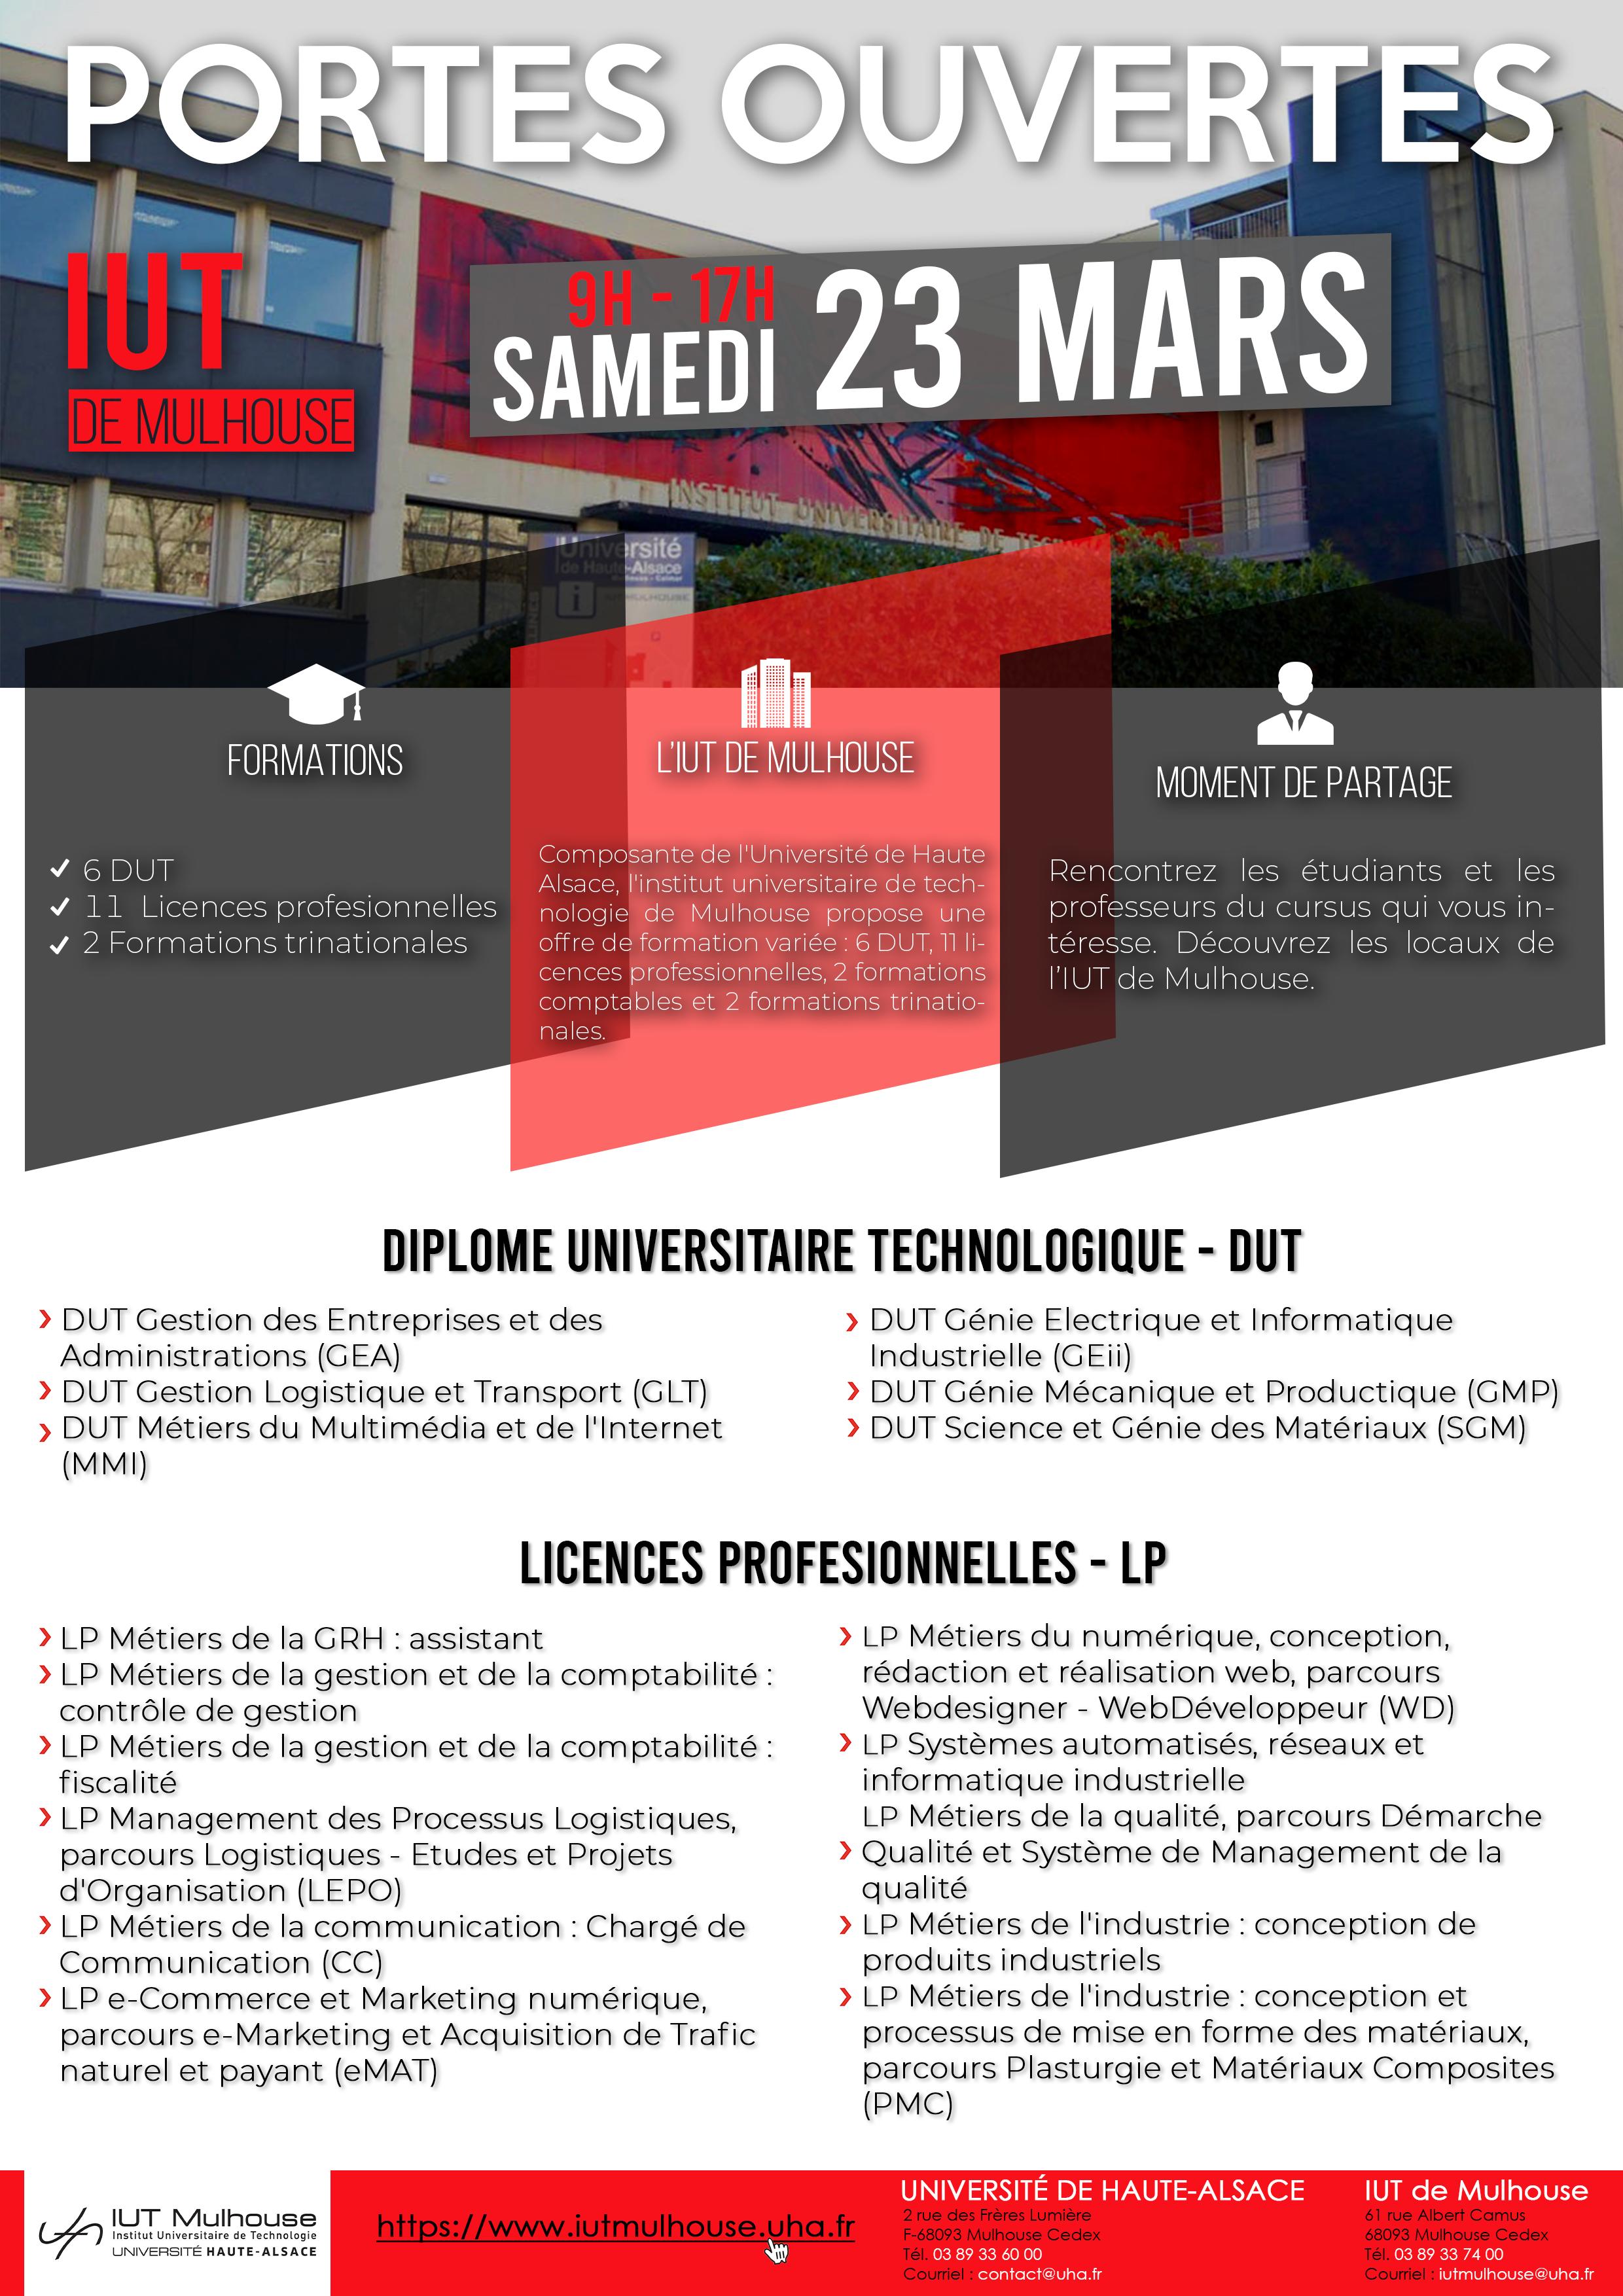 PORTES OUVERTES
IUT
DE MULHOUSE
9H - 17H
SAMEDI 23 MARS
INSTITUT UNIVERSITAIRE DE
Université
de Haute-Alsace
Mulhouse - Colmar
i
FORMATIONS
6 DUT
11 Licences profesionnelles
2 Formations trinationales
L'IUT DE MULHOUSE
Composante de l'Université de Haute
Alsace, l'institut universitaire de tech-
nologie de Mulhouse propose une
offre de formation variée : 6 DUT, 11 li-
cences professionnelles, 2 formations
comptables et 2 formations trinatio-
nales.
MOMENT DE PARTAGE
Rencontrez les étudiants et les
professeurs du cursus qui vous in-
téresse. Découvrez les locaux de
l'IUT de Mulhouse.
DIPLOME UNIVERSITAIRE TECHNOLOGIQUE - DUT
DUT Gestion des Entreprises et des
Administrations (GEA)
DUT Gestion Logistique et Transport (GLT)
DUT Métiers du Multimédia et de l'Internet
(MMI)
DUT Génie Electrique et Informatique
Industrielle (GEii)
DUT Génie Mécanique et Productique (GMP)
DUT Science et Génie des Matériaux (SGM)
LICENCES PROFESIONNELLES - LP
LP Métiers de la GRH : assistant
LP Métiers de la gestion et de la comptabilité :
contrôle de gestion
LP Métiers de la gestion et de la comptabilité :
fiscalité
LP Management des Processus Logistiques,
parcours Logistiques - Etudes et Projets
d'Organisation (LEPO)
LP Métiers de la communication : Chargé de
Communication (CC)
LP e-Commerce et Marketing numérique,
parcours e-Marketing et Acquisition de Trafic
naturel et payant (eMAT)
LP Métiers du numérique, conception,
rédaction et réalisation web, parcours
Webdesigner - WebDéveloppeur (WD)
LP Systèmes automatisés, réseaux et
informatique industrielle
LP Métiers de la qualité, parcours Démarche
Qualité et Système de Management de la
qualité
LP Métiers de l'industrie : conception de
produits industriels
LP Métiers de l'industrie : conception et
processus de mise en forme des matériaux,
parcours Plasturgie et Matériaux Composites
(PMC)
IUT Mulhouse
Institut Universitaire de Technologie
UNIVERSITÉ HAUTE-ALSACE
https://www.iutmulhouse.uha.fr
UNIVERSITÉ DE HAUTE-ALSACE
2 rue des Frères Lumière
F-68093 Mulhouse Cedex
Tél. 03 89 33 60 00
Courriel : contact@uha.fr
IUT de Mulhouse
61 rue Albert Camus
68093 Mulhouse Cedex
Tél. 03 89 33 74 00
Courriel : iutmulhouse@uha.fr